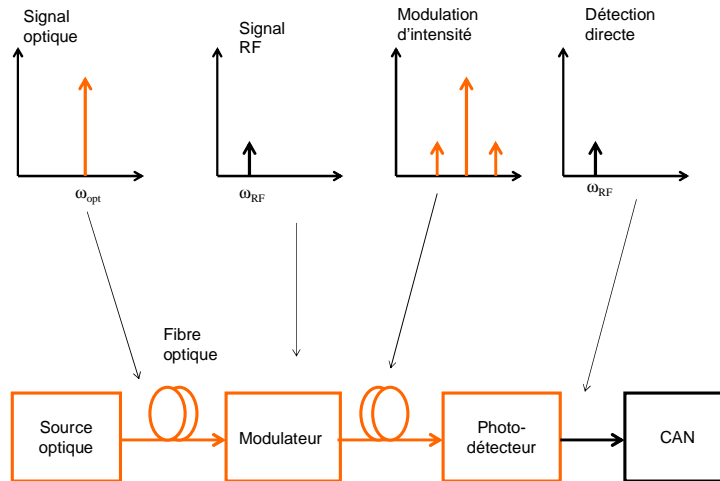 Signal
optique
Signal
RF
Modulation
d'intensité
Détection
directe
ωopt
ωRF
ωRF
Fibre
optique
Source
optique
Modulateur
Photo-
détecteur
CAN